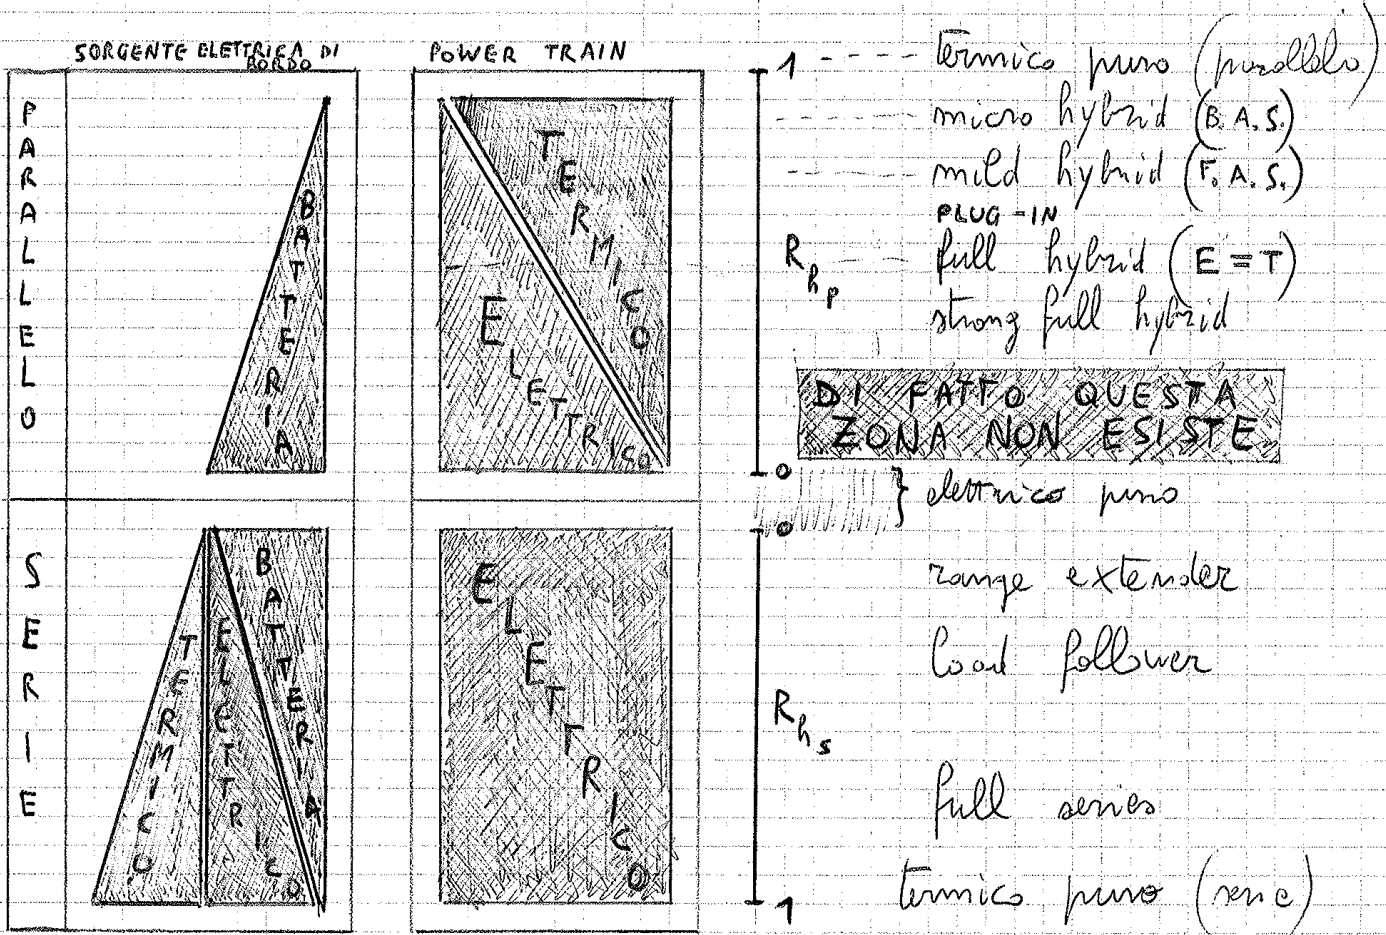 SORGENTE ELETTRICA DI
BORDO
POWER TRAIN
PARALLELO
BATTERIA
TERMICO
ELETTRICO
1
termico puro (parallelo)
micro hybrid (B.A.S.)
mild hybrid (F.A.S.)
PLUG-IN
Rhp
full hybrid (E=T)
strong full hybrid
DI FATTO QUESTA
ZONA NON ESISTE
0
} elettrico puro
0
SERIE
TERMICO
ELETTRICO
BATTERIA
ELETTRICO
range extender
load follower
Rhs
full series
1
termico puro (serie)